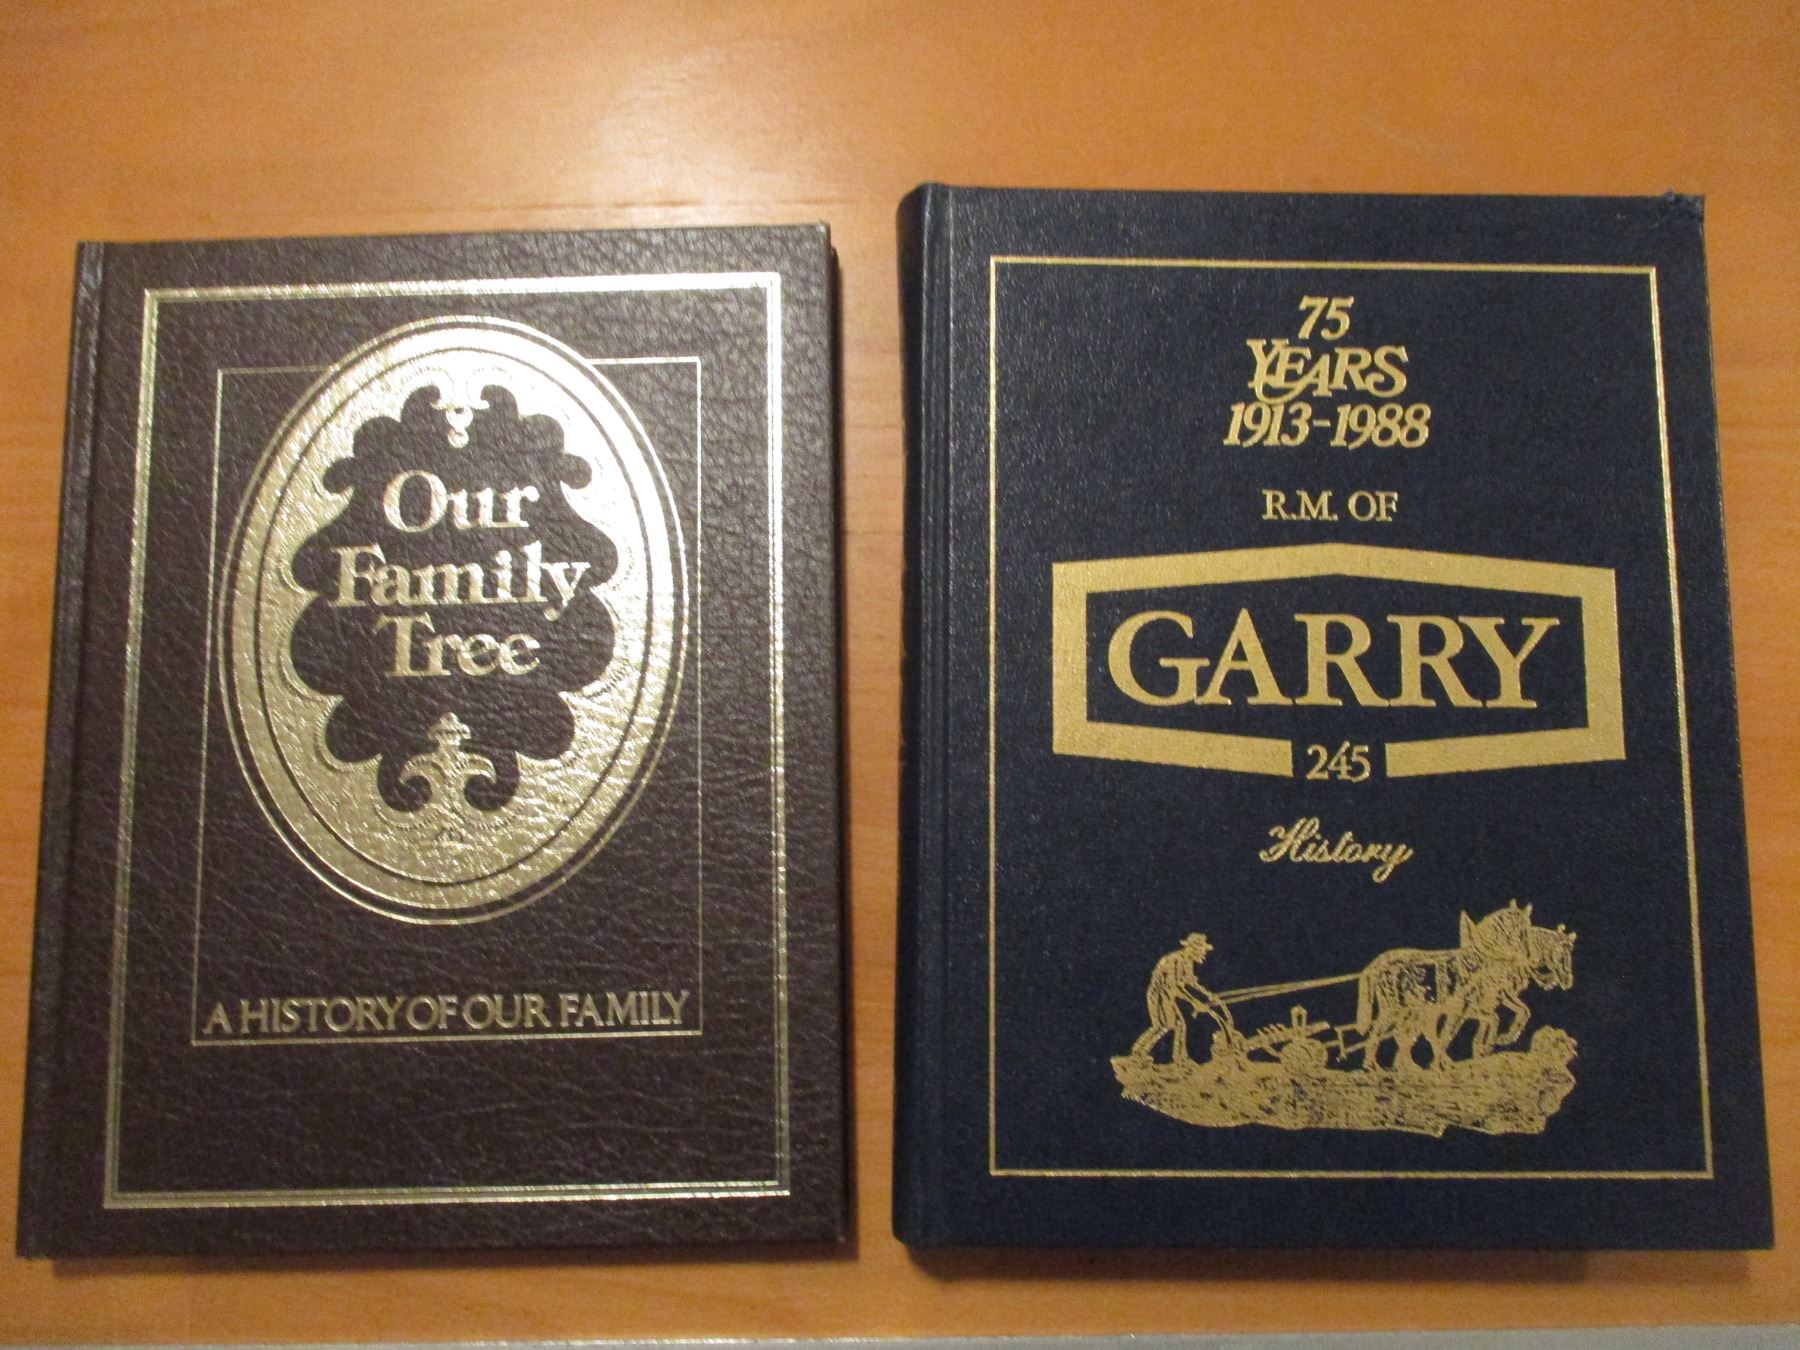 Our
Family
Tree
A HISTORY OF OUR FAMILY
75
YEARS
1913-1988
R.M. OF
GARRY
245
History